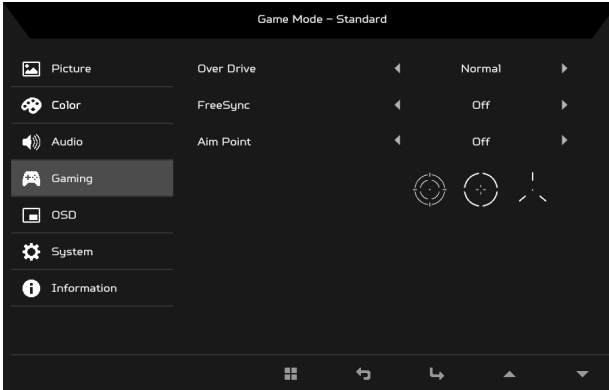 Game Mode – Standard
Picture
Over Drive Normal
Color
FreeSync Off
Audio
Aim Point Off
Gaming
OSD
System
Information